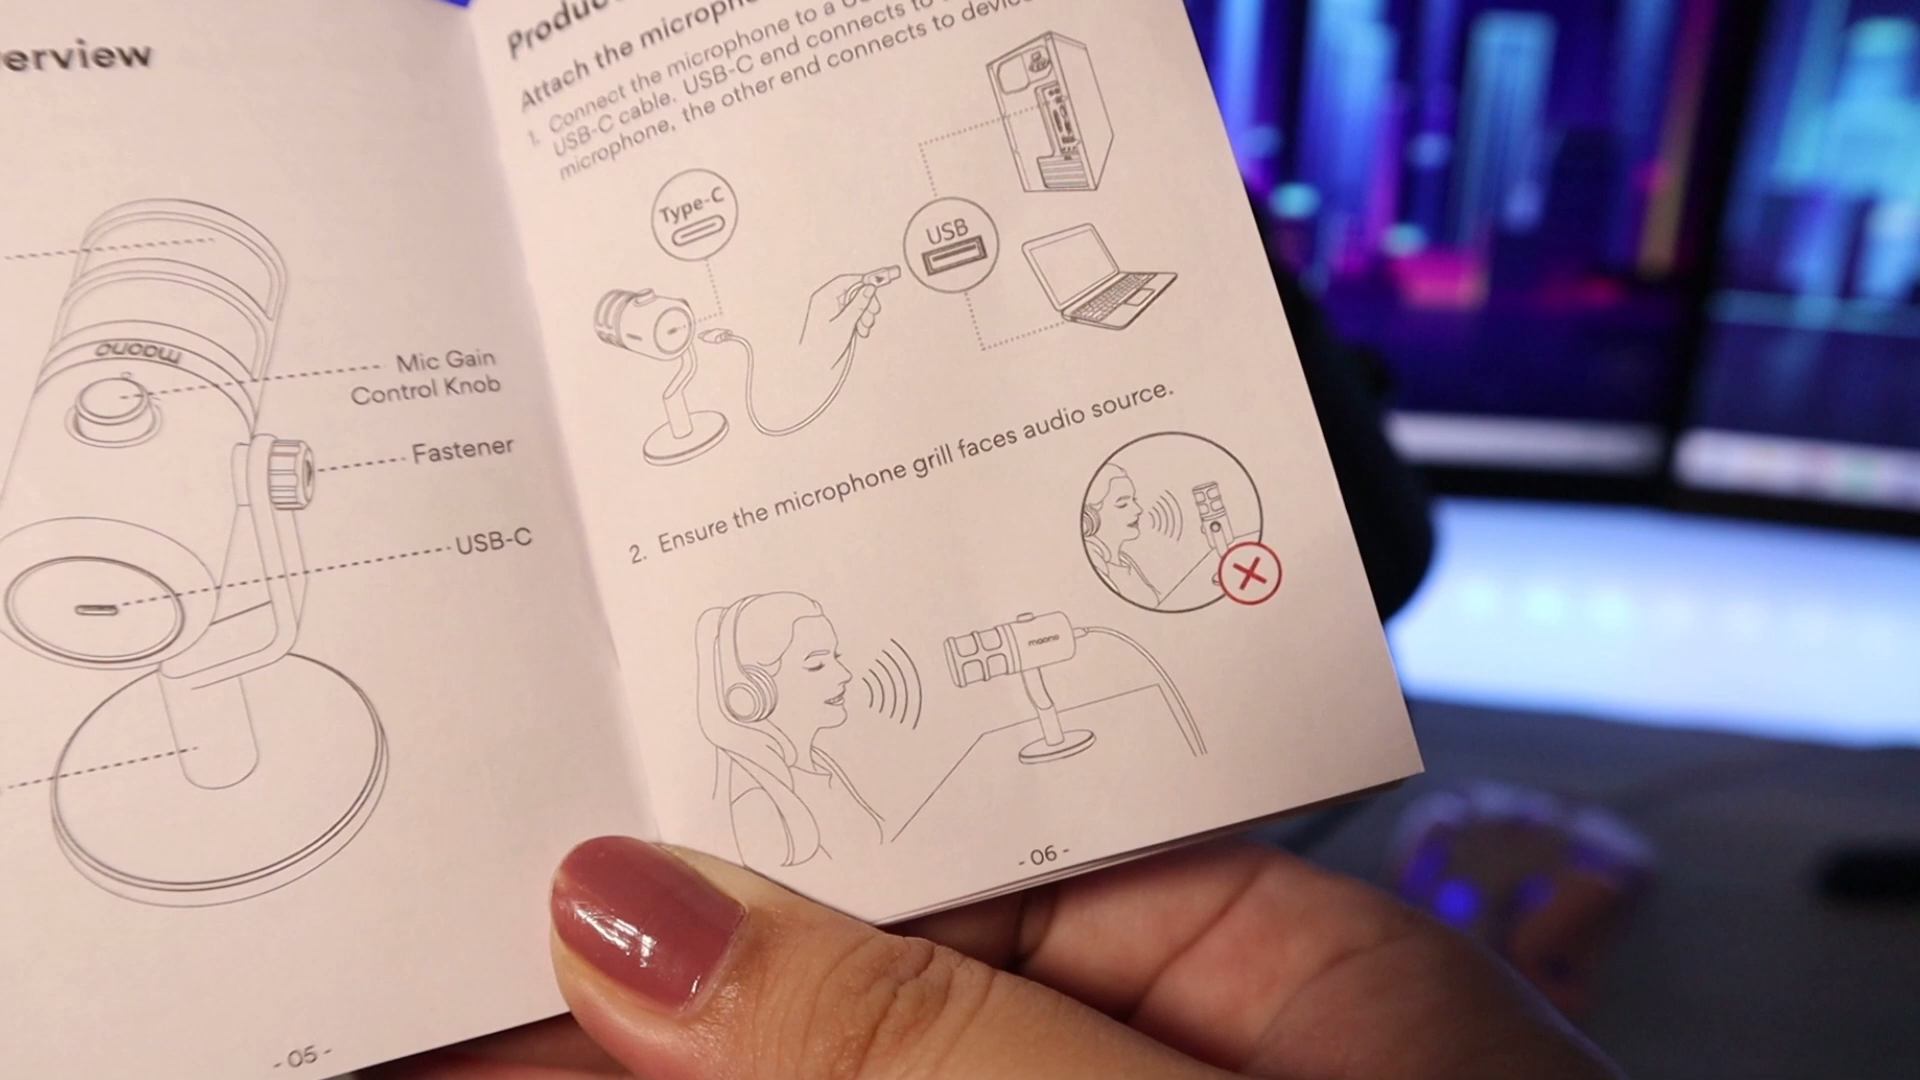 erview
maono
Mic Gain
Control Knob
Fastener
USB-C
- 05 -
Attach the
1. Connect the microphone to a
USB-C cable. USB-C end connects to
microphone, the other end connects to
Type-C
USB
2. Ensure the microphone grill faces audio source.
maono
- 06 -